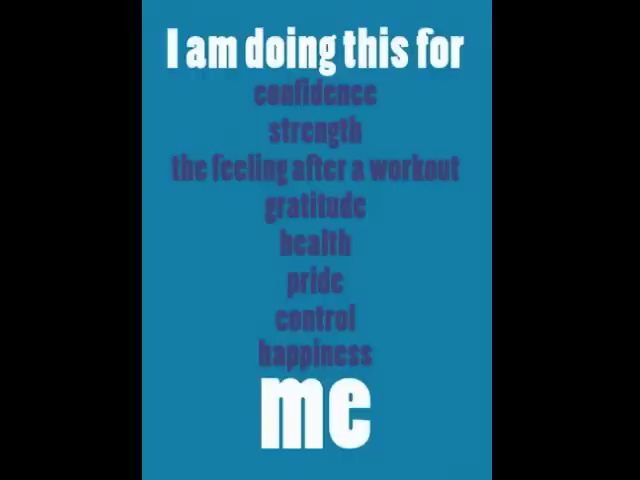 I am doing this for
confidence
strength
the feeling after a workout
gratitude
health
pride
control
happiness
me